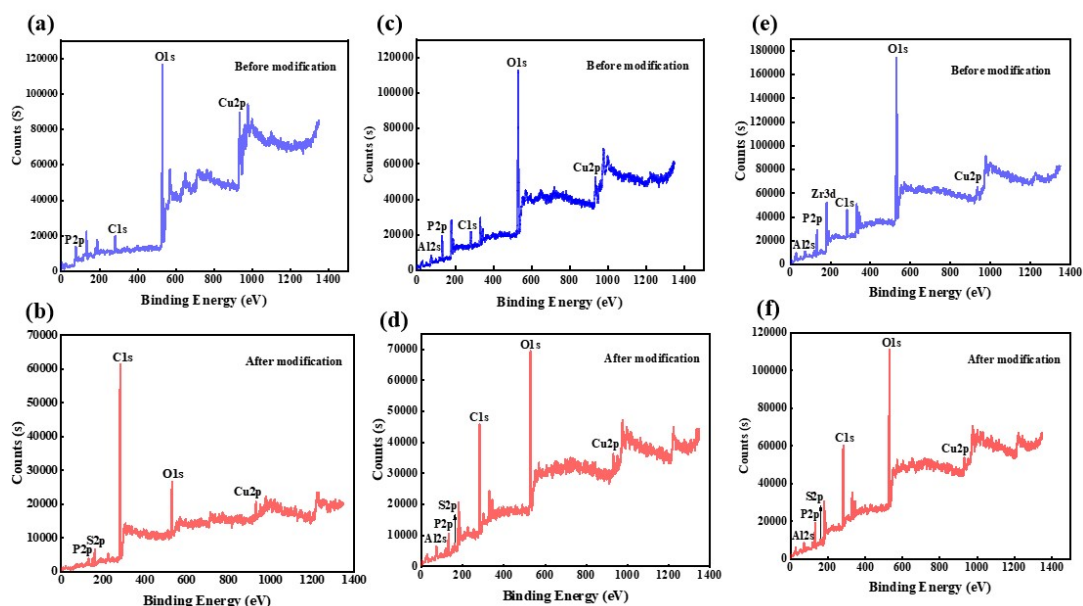 (a)
Before modification
O1s
Cu2p
P2p
C1s
Counts (S)
120000
100000
80000
60000
40000
20000
0
0 200 400 600 800 1000 1200 1400
Binding Energy (eV)
(c)
Before modification
O1s
Cu2p
P2p
C1s
Al2s
Counts (s)
120000
100000
80000
60000
40000
20000
0
0 200 400 600 800 1000 1200 1400
Binding Energy (eV)
(e)
Before modification
O1s
Cu2p
Zr3d
C1s
P2p
Al2s
Counts (s)
180000
160000
140000
120000
100000
80000
60000
40000
20000
0
0 200 400 600 800 1000 1200 1400
Binding Energy (eV)
(b)
After modification
C1s
O1s
Cu2p
S2p
P2p
Counts (s)
70000
60000
50000
40000
30000
20000
10000
0
0 200 400 600 800 1000 1200 1400
Binding Energy (eV)
(d)
After modification
O1s
C1s
Cu2p
S2p
P2p
Al2s
Counts (s)
70000
60000
50000
40000
30000
20000
10000
0
0 200 400 600 800 1000 1200 1400
Binding Energy (eV)
(f)
After modification
O1s
C1s
Cu2p
S2p
P2p
Al2s
Counts (s)
120000
100000
80000
60000
40000
20000
0
0 200 400 600 800 1000 1200 1400
Binding Energy (eV)